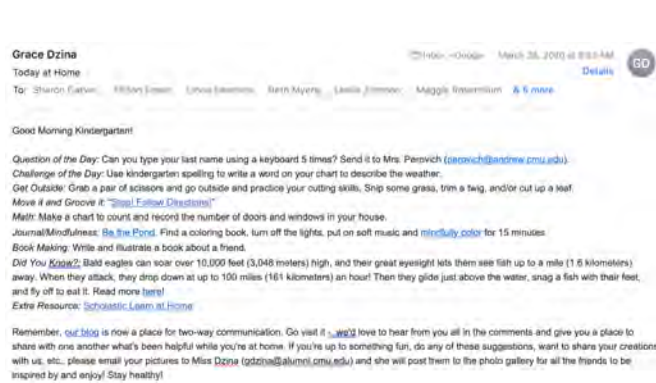 Grace Dzina
GD
Today at Home
Details
To: Sharon Beth Myers Maggie & 6 more
Good Morning Kindergarten!
Question of the Day: Can you type your last name using a keyboard 5 times? Send it to Mrs. Perovich (perovich@andrew.cmu.edu).
Challenge of the Day: Use kindergarten spelling to write a word on your chart to describe the weather.
Get Outside: Grab a pair of scissors and go outside and practice your cutting skills. Snip some grass, trim a twig, and/or cut up a leaf.
Move it and Groove it: "Stop! Follow Directions!"
Math: Make a chart to count and record the number of doors and windows in your house.
Journal/Mindfulness: Be the Pond. Find a coloring book, turn off the lights, put on soft music and mindfully color for 15 minutes.
Book Making: Write and illustrate a book about a friend.
Did You Know?: Bald eagles can soar over 10,000 feet (3,048 meters) high, and their great eyesight lets them see fish up to a mile (1.6 kilometers)
away. When they attack, they drop down at up to 100 miles (161 kilometers) an hour! Then they glide just above the water, snag a fish with their feet,
and fly off to eat it. Read more here!
Extra Resource: Scholastic Learn at Home
Remember, our blog is now a place for two-way communication. Go visit it - we'd love to hear from you all in the comments and give you a place to
share with one another what's been helpful while you're at home. If you're up to something fun, do any of these suggestions, want to share your creations
with us, etc., please email your pictures to Miss Dzina (gdzina@alumni.cmu.edu) and she will post them to the photo gallery for all the friends to be
inspired by and enjoy! Stay healthy!